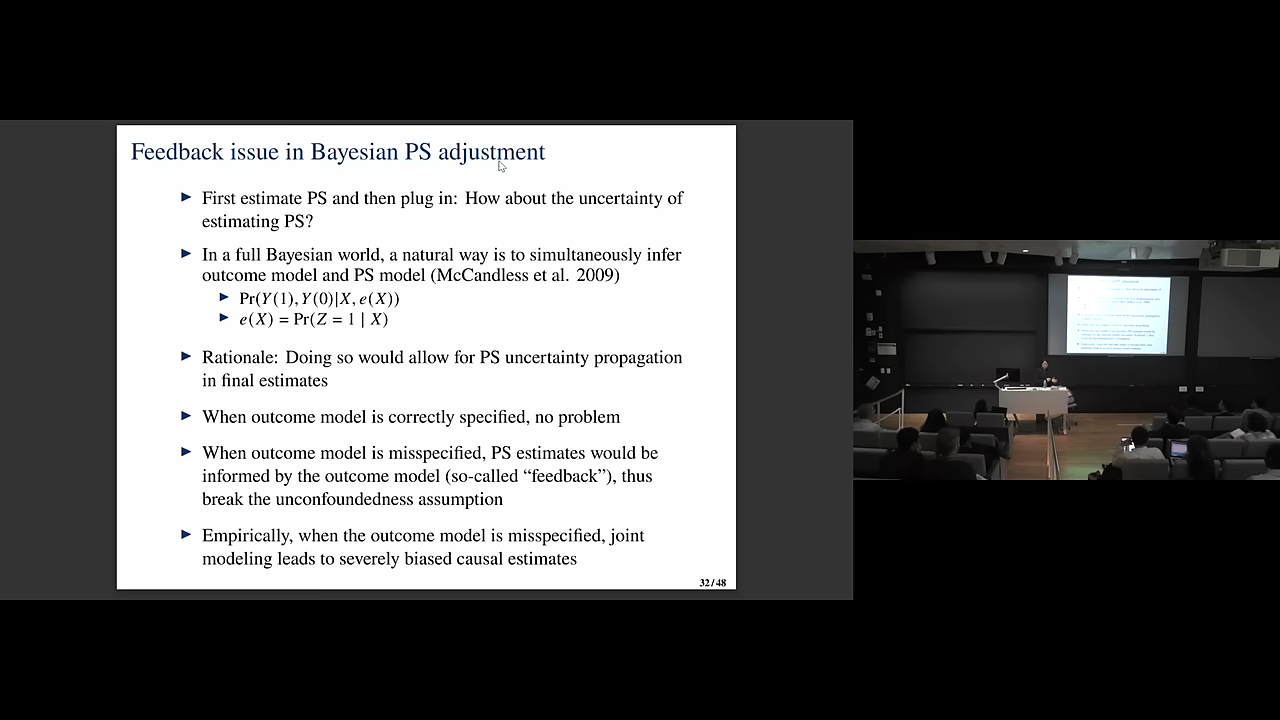 Feedback issue in Bayesian PS adjustment
► First estimate PS and then plug in: How about the uncertainty of
estimating PS?
► In a full Bayesian world, a natural way is to simultaneously infer
outcome model and PS model (McCandless et al. 2009)
► Pr(Y(1), Y(0)|X, e(X))
► e(X) = Pr(Z = 1 | X)
► Rationale: Doing so would allow for PS uncertainty propagation
in final estimates
► When outcome model is correctly specified, no problem
► When outcome model is misspecified, PS estimates would be
informed by the outcome model (so-called “feedback”), thus
break the unconfoundedness assumption
► Empirically, when the outcome model is misspecified, joint
modeling leads to severely biased causal estimates
32 / 48